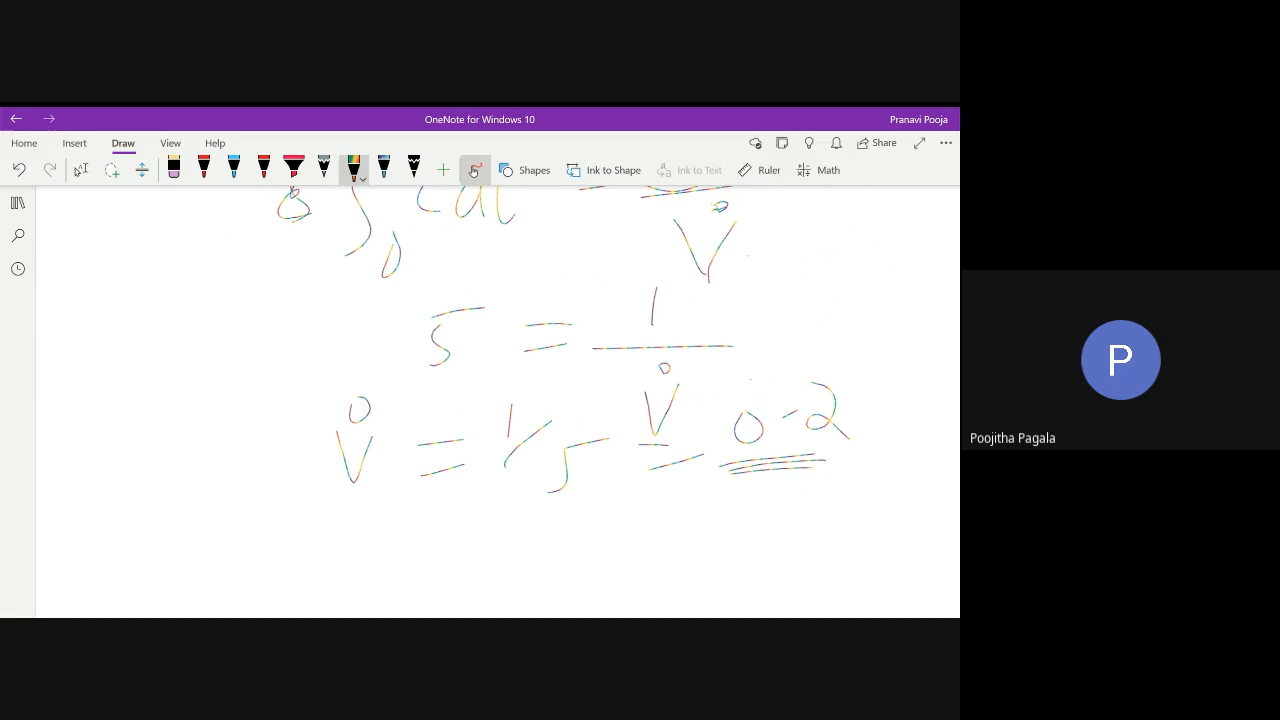 OneNote for Windows 10
Pranavi Pooja
Home Insert Draw View Help
Share
Shapes Ink to Shape Ink to Text Ruler Math
V̊
5 = 1
V̊
V̊ = 1/5 = 0.2
P
Poojitha Pagala